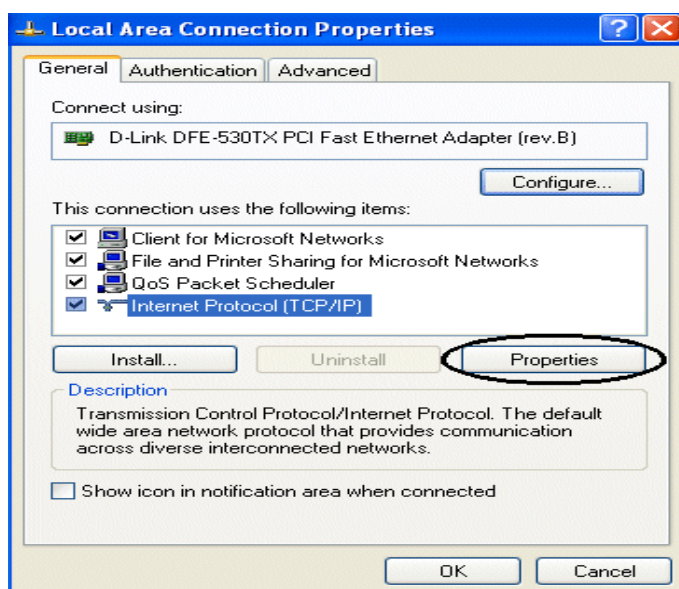 Local Area Connection Properties
General Authentication Advanced
Connect using:
D-Link DFE-530TX PCI Fast Ethernet Adapter (rev.B)
Configure...
This connection uses the following items:
Client for Microsoft Networks
File and Printer Sharing for Microsoft Networks
QoS Packet Scheduler
Internet Protocol (TCP/IP)
Install... Uninstall Properties
Description
Transmission Control Protocol/Internet Protocol. The default
wide area network protocol that provides communication
across diverse interconnected networks.
Show icon in notification area when connected
OK Cancel